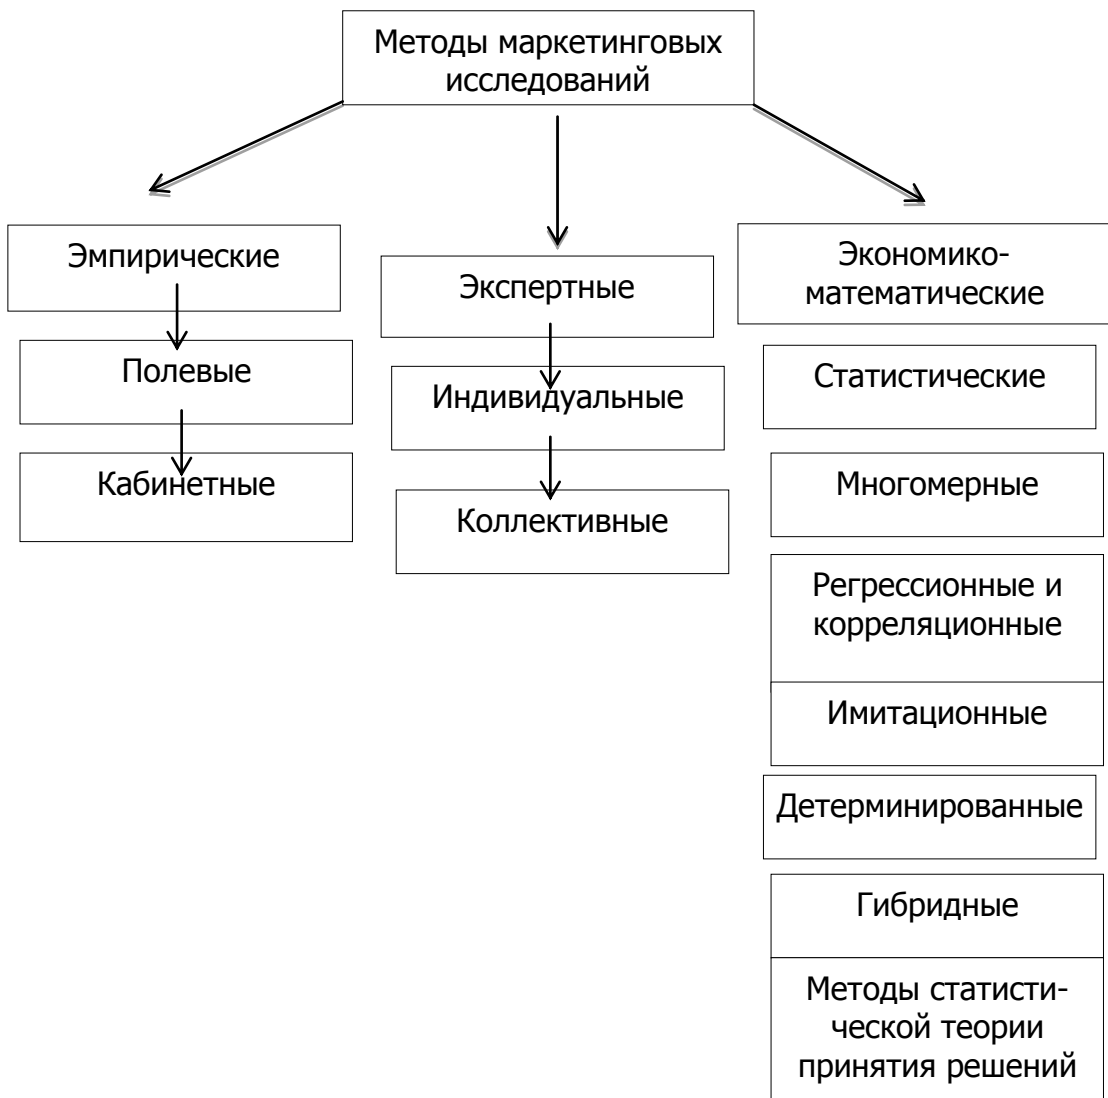 Методы маркетинговых
исследований
Эмпирические
Полевые
Кабинетные
Экспертные
Индивидуальные
Коллективные
Экономико-
математические
Статистические
Многомерные
Регрессионные и
корреляционные
Имитационные
Детерминированные
Гибридные
Методы статисти-
ческой теории
принятия решений